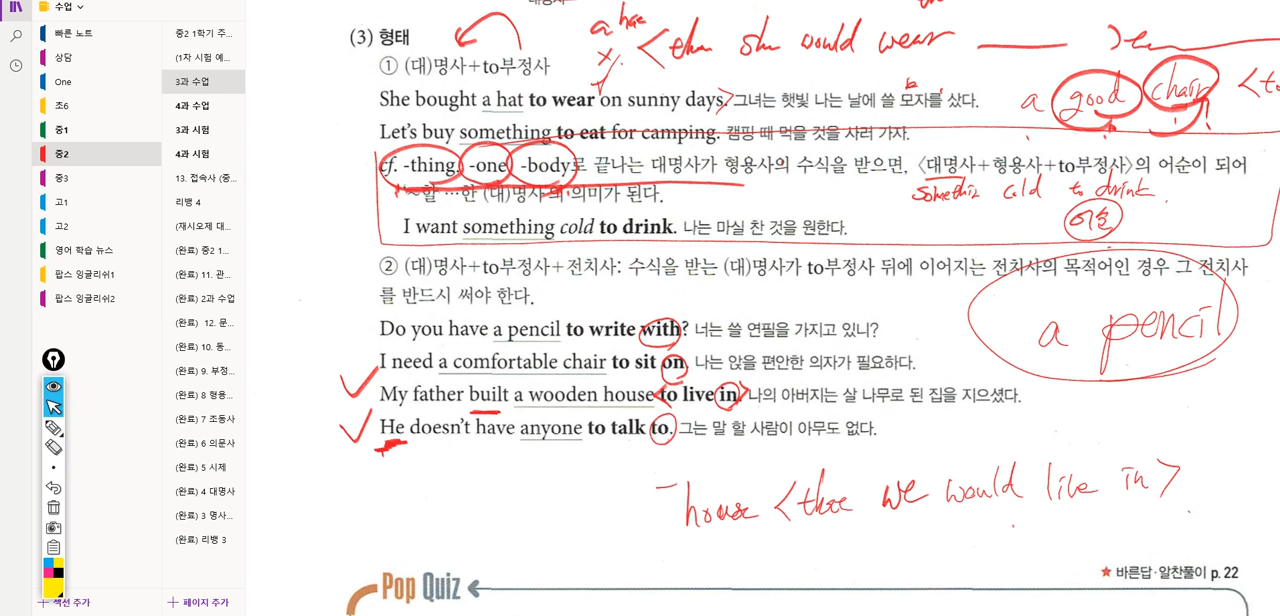 수업
빠른 노트
상담
One
초6
중1
중2
중3
고1
고2
영어 학습 뉴스
팝스 잉글리쉬1
팝스 잉글리쉬2
섹션 추가
중2 1학기 주...
(1차 시험 예...
3과 수업
4과 수업
3과 시험
4과 시험
13. 접속사 (중...
리뱅 4
(재시오제 대...
(완료) 중2 1...
(완료) 11. 관...
(완료) 2과 수업
(완료) 12. 문...
(완료) 10. 동...
(완료) 9. 부정...
(완료) 8 형용...
(완료) 7 조동사
(완료) 6 의문사
(완료) 5 시제
(완료) 4 대명사
(완료) 3 명사...
(완료) 리뱅 3
페이지 추가
(3) 형태
she would wear
① (대)명사+to부정사
She bought a hat to wear on sunny days. 그녀는 햇빛 나는 날에 쓸 모자를 샀다.
a good chair
Let's buy something to eat for camping. 캠핑 때 먹을 것을 사러 가자.
cf. -thing, -one, -body로 끝나는 대명사가 형용사의 수식을 받으면, 〈대명사+형용사+to부정사〉의 어순이 되어
'~할 …한 (대)명사'의 의미가 된다.
cold to drink
어순
I want something cold to drink. 나는 마실 찬 것을 원한다.
② (대)명사+to부정사+전치사: 수식을 받는 (대)명사가 to부정사 뒤에 이어지는 전치사의 목적어인 경우 그 전치사
를 반드시 써야 한다.
a pencil
Do you have a pencil to write with? 너는 쓸 연필을 가지고 있니?
I need a comfortable chair to sit on. 나는 앉을 편안한 의자가 필요하다.
My father built a wooden house to live in. 나의 아버지는 살 나무로 된 집을 지으셨다.
He doesn't have anyone to talk to. 그는 말 할 사람이 아무도 없다.
house < we would live in >
★ 바른답·알찬풀이 p. 22
Pop Quiz